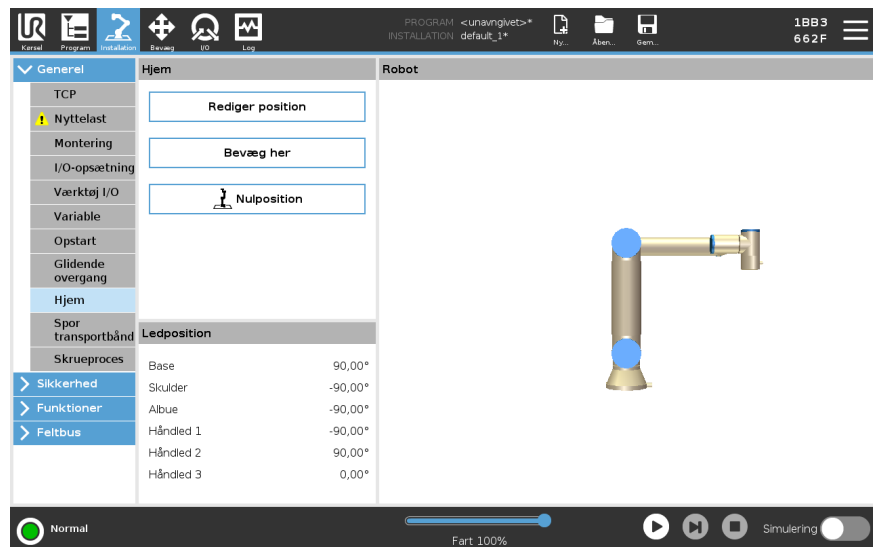 PROGRAM <unavngivet>*
INSTALLATION default_1*
1BB3
662F
Kørsel Program Installation Bevæg I/O Log Ny... Åben... Gem...
Generel
TCP
Nyttelast
Montering
I/O-opsætning
Værktøj I/O
Variable
Opstart
Glidende
overgang
Hjem
Spor
transportbånd
Skrueproces
Sikkerhed
Funktioner
Feltbus
Hjem
Rediger position
Bevæg her
Nulposition
Ledposition
Base 90,00°
Skulder -90,00°
Albue -90,00°
Håndled 1 -90,00°
Håndled 2 90,00°
Håndled 3 0,00°
Robot
Normal
Fart 100%
Simulering